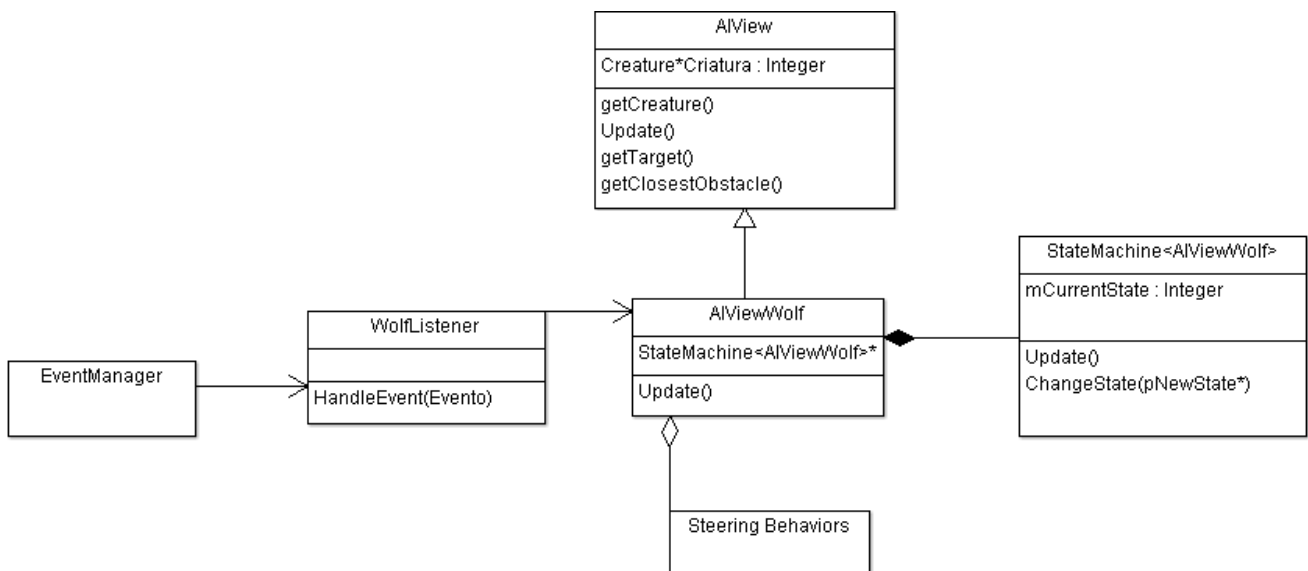 AIView
Creature*Criatura : Integer
getCreature()
Update()
getTarget()
getClosestObstacle()
EventManager
WolfListener
HandleEvent(Evento)
AIViewWolf
StateMachine<AIViewWolf>*
Update()
StateMachine<AIViewWolf>
mCurrentState : Integer
Update()
ChangeState(pNewState*)
Steering Behaviors